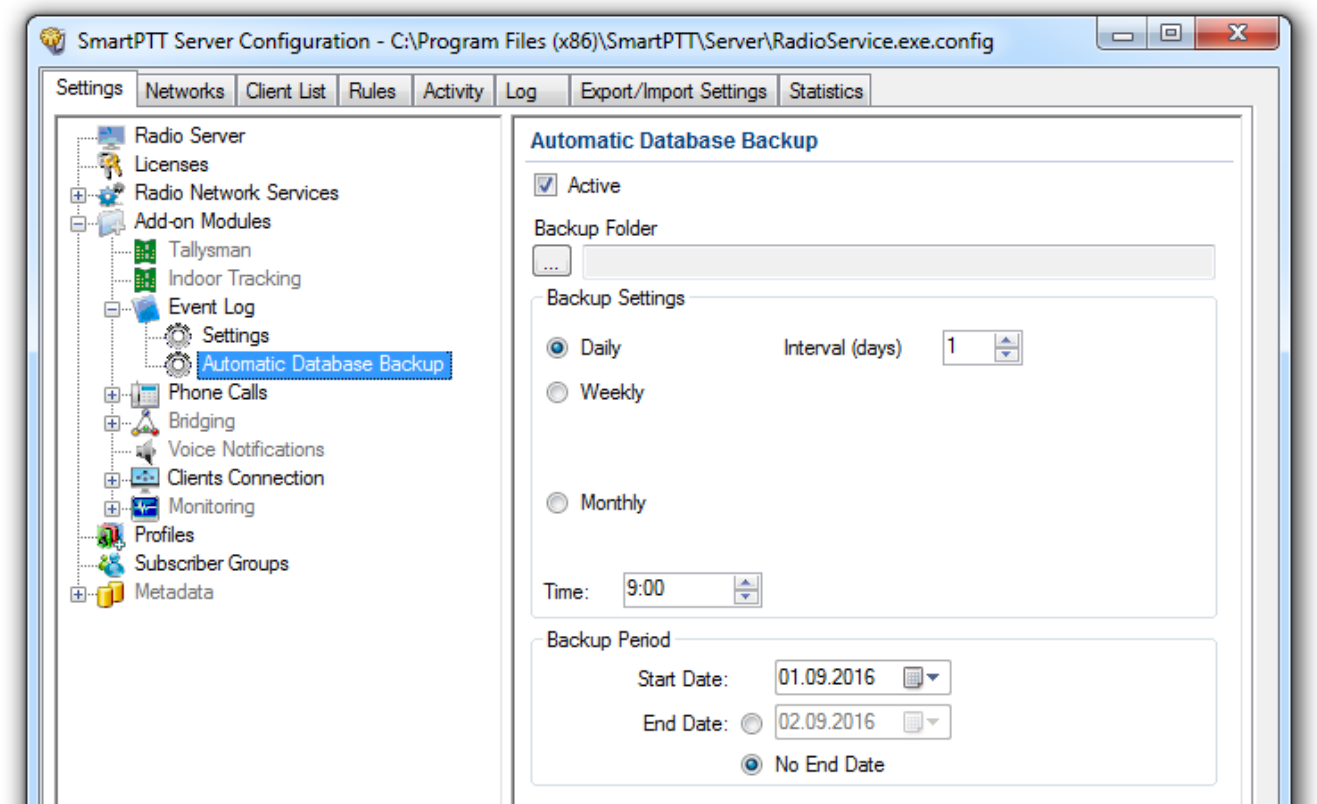 SmartPTT Server Configuration - C:\Program Files (x86)\SmartPTT\Server\RadioService.exe.config
Settings Networks Client List Rules Activity Log Export/Import Settings Statistics
Radio Server
Licenses
Radio Network Services
Add-on Modules
Tallysman
Indoor Tracking
Event Log
Settings
Automatic Database Backup
Phone Calls
Bridging
Voice Notifications
Clients Connection
Monitoring
Profiles
Subscriber Groups
Metadata
Automatic Database Backup
Active
Backup Folder
...
Backup Settings
Daily Interval (days) 1
Weekly
Monthly
Time: 9:00
Backup Period
Start Date: 01.09.2016
End Date: 02.09.2016
No End Date